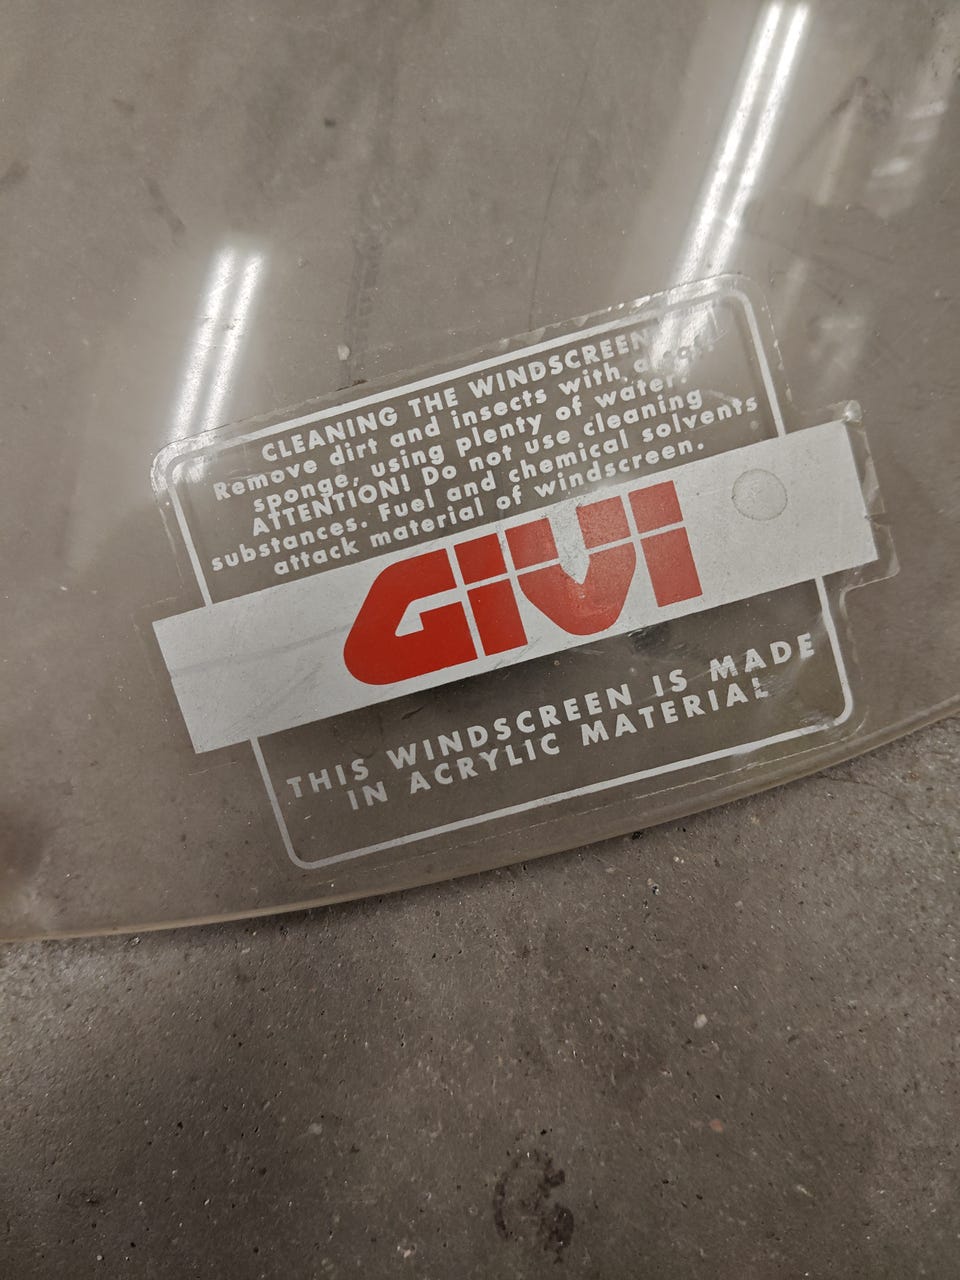 CLEANING THE WINDSCREEN
Remove dirt and insects with a
sponge, using plenty of water.
ATTENTION! Do not use cleaning
substances. Fuel and chemical solvents
attack material of windscreen.
GIVI
THIS WINDSCREEN IS MADE
IN ACRYLIC MATERIAL